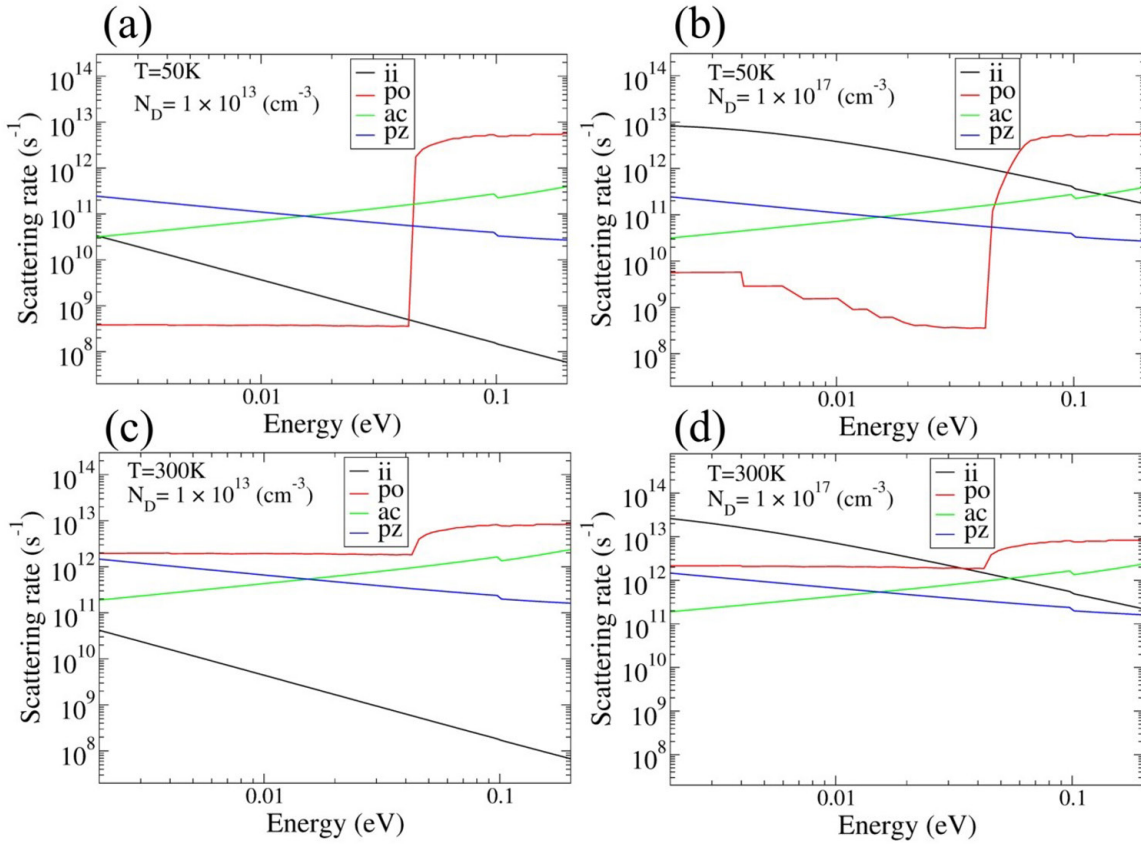 (a)
T=50K
N_D= 1 × 10^13 (cm^-3)
ii
po
ac
pz
Scattering rate (s^-1)
10^14
10^13
10^12
10^11
10^10
10^9
10^8
0.01
0.1
Energy (eV)
(b)
T=50K
N_D= 1 × 10^17 (cm^-3)
ii
po
ac
pz
Scattering rate (s^-1)
10^14
10^13
10^12
10^11
10^10
10^9
10^8
0.01
0.1
Energy (eV)
(c)
T=300K
N_D= 1 × 10^13 (cm^-3)
ii
po
ac
pz
Scattering rate (s^-1)
10^14
10^13
10^12
10^11
10^10
10^9
10^8
0.01
0.1
Energy (eV)
(d)
T=300K
N_D= 1 × 10^17 (cm^-3)
ii
po
ac
pz
Scattering rate (s^-1)
10^14
10^13
10^12
10^11
10^10
10^9
10^8
0.01
0.1
Energy (eV)